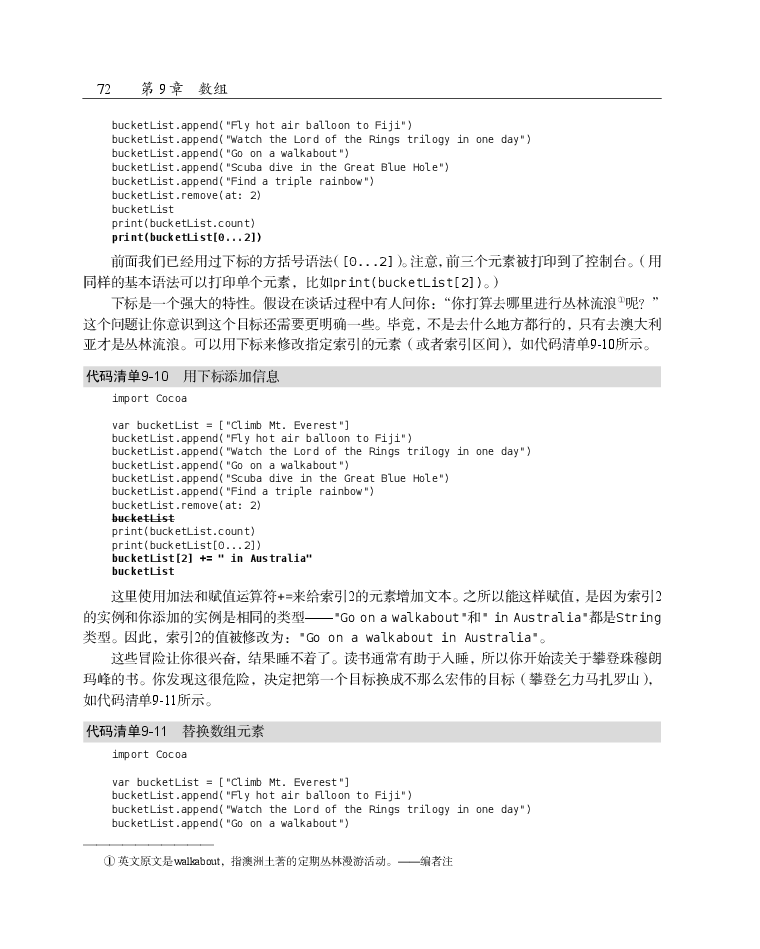 72 第 9 章 数组
bucketList.append("Fly hot air balloon to Fiji")
bucketList.append("Watch the Lord of the Rings trilogy in one day")
bucketList.append("Go on a walkabout")
bucketList.append("Scuba dive in the Great Blue Hole")
bucketList.append("Find a triple rainbow")
bucketList.remove(at: 2)
bucketList
print(bucketList.count)
print(bucketList[0...2])
前面我们已经用过下标的方括号语法（[0...2]）。注意，前三个元素被打印到了控制台。（用
同样的基本语法可以打印单个元素，比如print(bucketList[2])。）
下标是一个强大的特性。假设在谈话过程中有人问你：“你打算去哪里进行丛林流浪①呢？”
这个问题让你意识到这个目标还需要更明确一些。毕竟，不是去什么地方都行的，只有去澳大利
亚才是丛林流浪。可以用下标来修改指定索引的元素（或者索引区间），如代码清单9-10所示。
代码清单9-10 用下标添加信息
import Cocoa
var bucketList = ["Climb Mt. Everest"]
bucketList.append("Fly hot air balloon to Fiji")
bucketList.append("Watch the Lord of the Rings trilogy in one day")
bucketList.append("Go on a walkabout")
bucketList.append("Scuba dive in the Great Blue Hole")
bucketList.append("Find a triple rainbow")
bucketList.remove(at: 2)
bucketList
print(bucketList.count)
print(bucketList[0...2])
bucketList[2] += " in Australia"
bucketList
这里使用加法和赋值运算符+=来给索引2的元素增加文本。之所以能这样赋值，是因为索引2
的实例和你添加的实例是相同的类型——"Go on a walkabout"和" in Australia"都是String
类型。因此，索引2的值被修改为："Go on a walkabout in Australia"。
这些冒险让你很兴奋，结果睡不着了。读书通常有助于入睡，所以你开始读关于攀登珠穆朗
玛峰的书。你发现这很危险，决定把第一个目标换成不那么宏伟的目标（攀登乞力马扎罗山），
如代码清单9-11所示。
代码清单9-11 替换数组元素
import Cocoa
var bucketList = ["Climb Mt. Everest"]
bucketList.append("Fly hot air balloon to Fiji")
bucketList.append("Watch the Lord of the Rings trilogy in one day")
bucketList.append("Go on a walkabout")
① 英文原文是walkabout，指澳洲土著的定期丛林漫游活动。——编者注